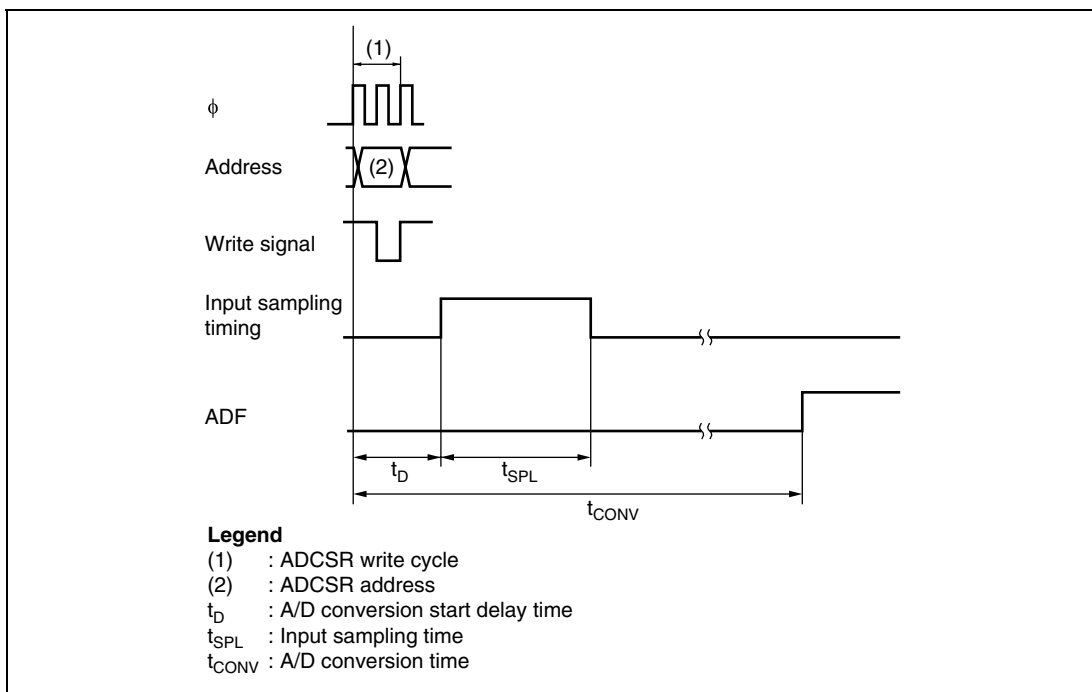 (1)
ϕ
Address
(2)
Write signal
Input sampling
timing
ADF
tD
tSPL
tCONV
Legend
(1) : ADCSR write cycle
(2) : ADCSR address
tD : A/D conversion start delay time
tSPL : Input sampling time
tCONV : A/D conversion time